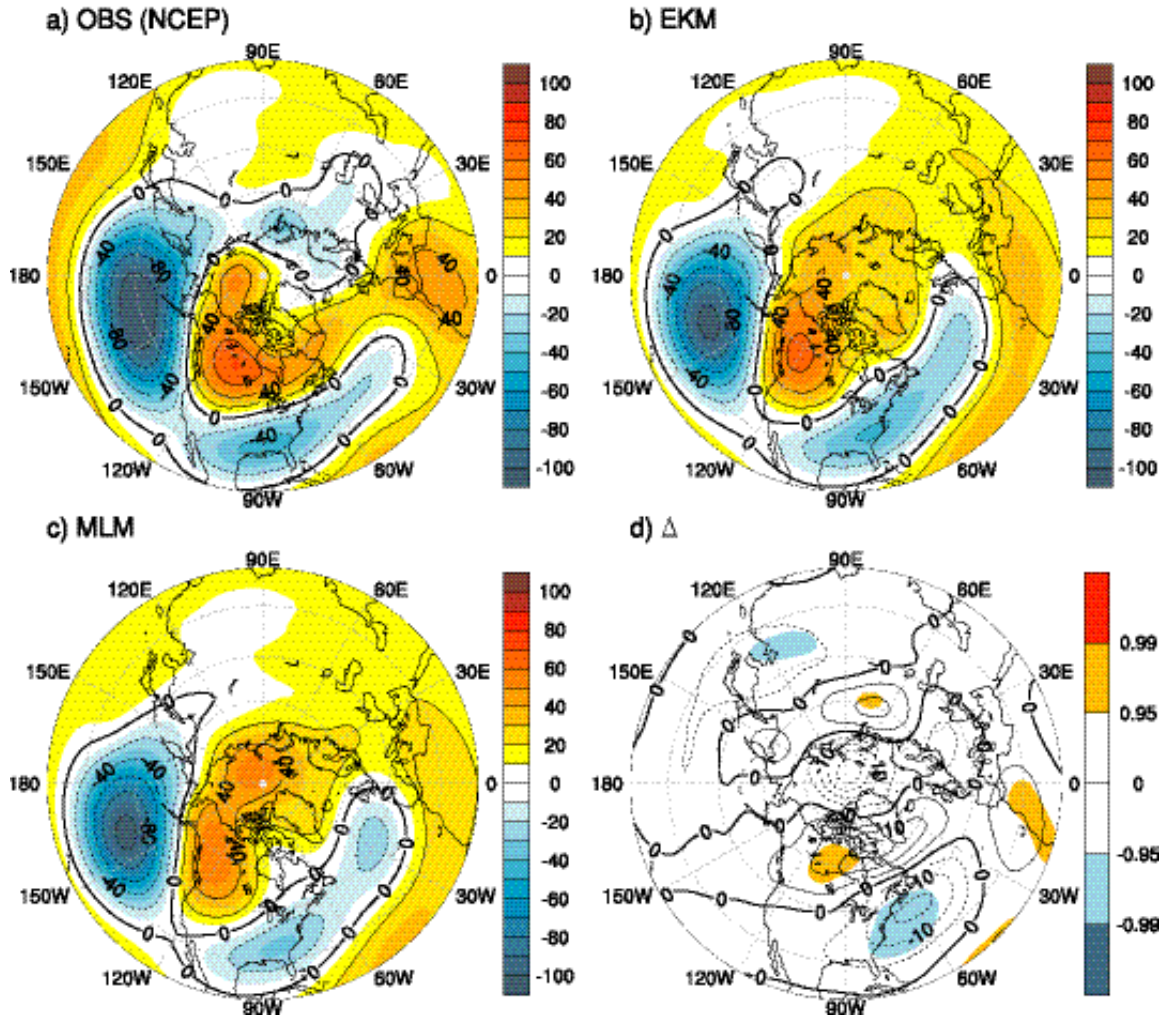 a) OBS (NCEP)
b) EKM
90E
120E
60E
150E
30E
180
0
150W
30W
120W
60W
90W
100
80
60
40
20
0
-20
-40
-60
-80
-100
90E
120E
60E
150E
30E
180
0
150W
30W
120W
60W
90W
100
80
60
40
20
0
-20
-40
-60
-80
-100
c) MLM
d) Δ
90E
120E
60E
150E
30E
180
0
150W
30W
120W
60W
90W
100
80
60
40
20
0
-20
-40
-60
-80
-100
90E
120E
60E
150E
30E
180
0
150W
30W
120W
60W
90W
0.99
0.95
0
-0.95
-0.99